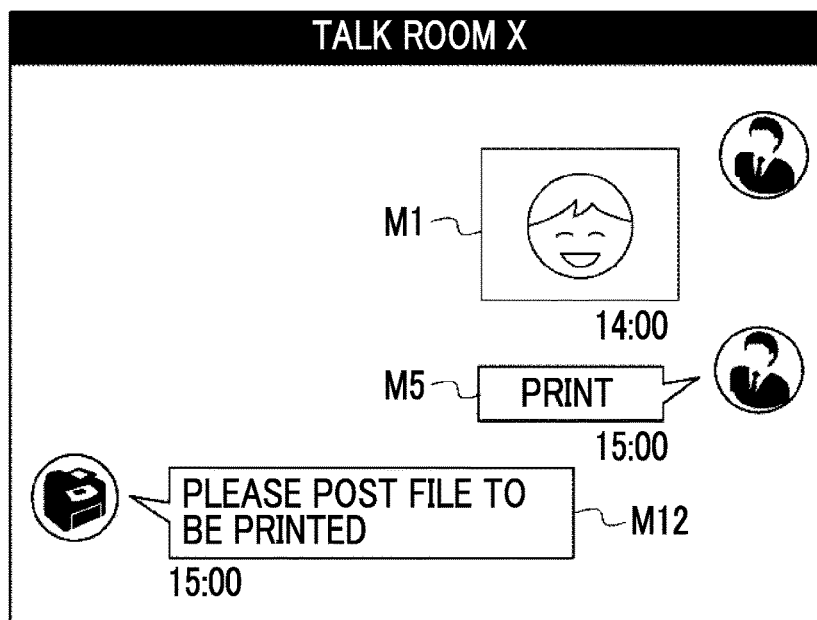 TALK ROOM X
M1
14:00
M5
PRINT
15:00
PLEASE POST FILE TO
BE PRINTED
M12
15:00